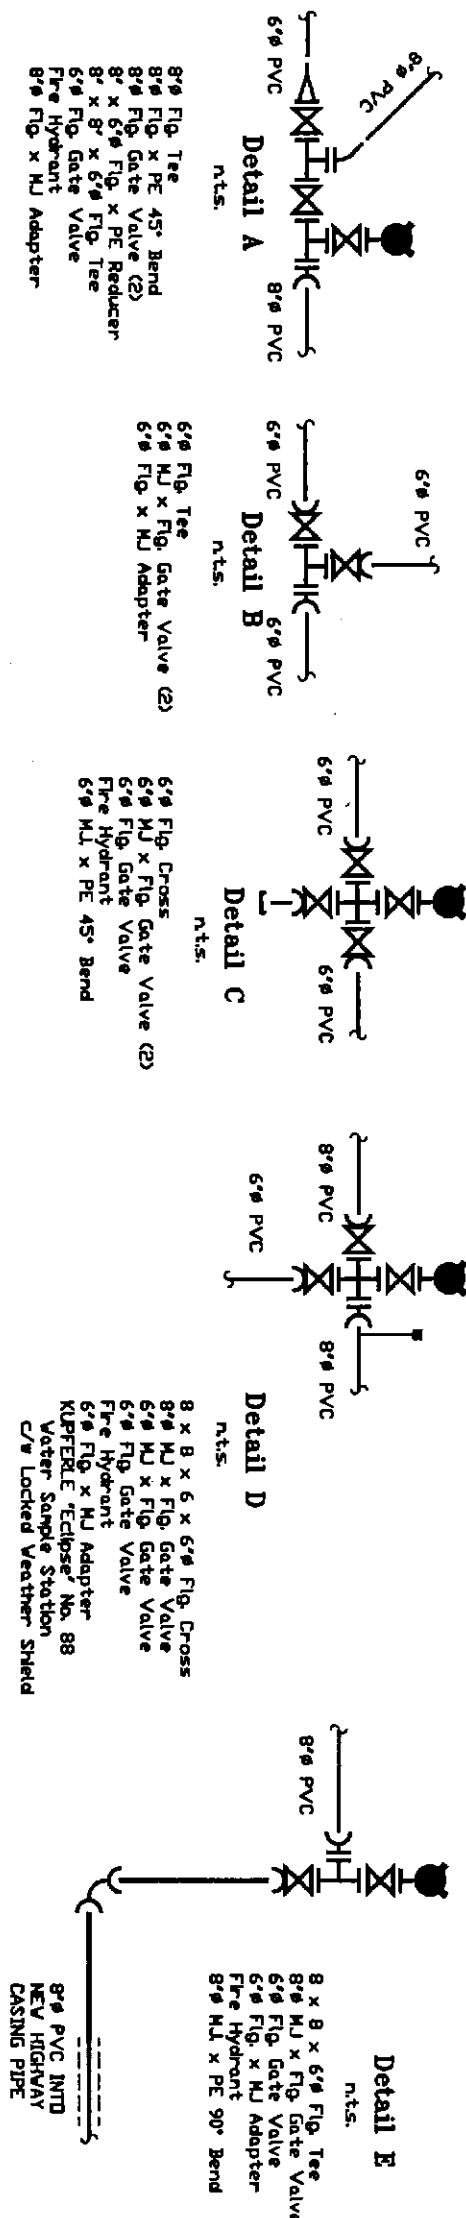 6"ø PVC
8"ø PVC
8"ø PVC
Detail A
n.t.s.
8"ø Flg. Tee
8"ø Flg. x PE 45° Bend
8"ø Flg. Gate Valve (2)
8" x 6"ø Flg. x PE Reducer
8" x 8" x 6"ø Flg. Tee
6"ø Flg. Gate Valve
Fire Hydrant
8"ø Flg. x MJ Adapter
6"ø PVC
6"ø PVC
6"ø PVC
Detail B
n.t.s.
6"ø Flg. Tee
6"ø MJ x Flg. Gate Valve (2)
6"ø Flg. x MJ Adapter
6"ø PVC
6"ø PVC
Detail C
n.t.s.
6"ø Flg. Cross
6"ø MJ x Flg. Gate Valve (2)
6"ø Flg. Gate Valve
Fire Hydrant
6"ø MJ. x PE 45° Bend
8"ø PVC
8"ø PVC
6"ø PVC
Detail D
n.t.s.
8 x 8 x 6 x 6"ø Flg. Cross
8"ø MJ x Flg. Gate Valve
6"ø MJ x Flg. Gate Valve
6"ø Flg. Gate Valve
Fire Hydrant
6"ø Flg. x MJ Adapter
KUPFERLE "Eclipse" No. 88
Water Sample Station
c/w Locked Weather Shield
8"ø PVC
Detail E
n.t.s.
8 x 8 x 6"ø Flg. Tee
8"ø MJ x Flg. Gate Valve
6"ø Flg. Gate Valve
6"ø Flg. x MJ Adapter
Fire Hydrant
8"ø MJ. x PE 90° Bend
8"ø PVC INTO
NEW HIGHWAY
CASING PIPE